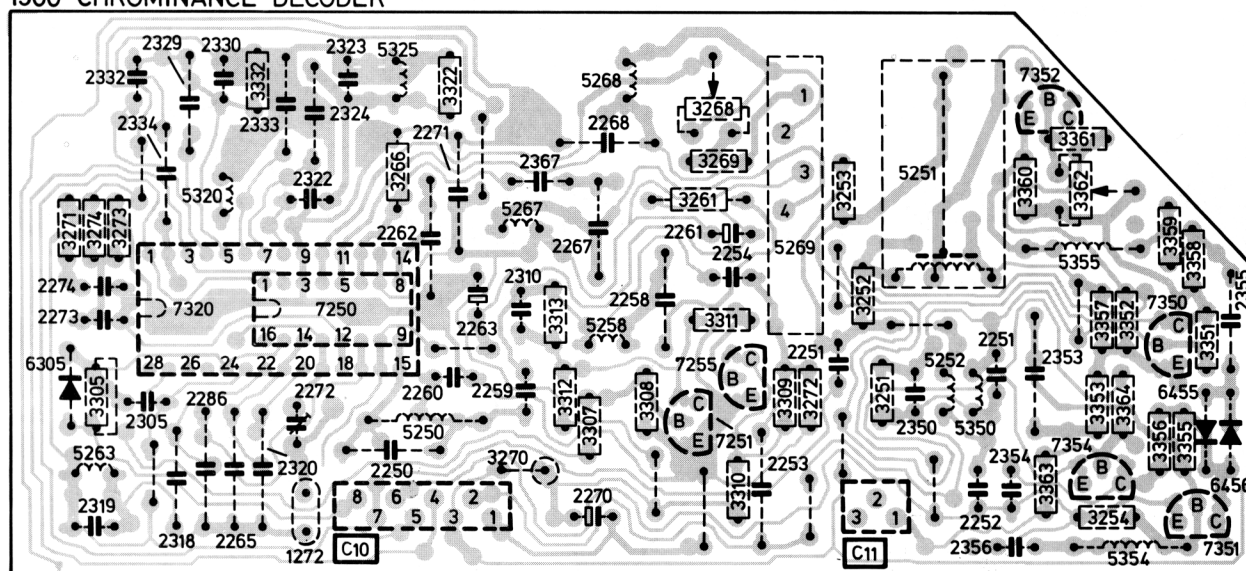 1500 CHROMINANCE DECODER
2329 2330 2323 5325
2332 3332 2324 3322 5268 7352
2333 3268 1 B E C
2334 2271 2268 2 3361
3266 2367 3269 3
5320 2322 3253 5251 3360 3362
3271 3274 3273 5267 3261 4
2262 2267 2261 5269 3359
1 3 5 7 9 11 14 2254 5355 3358
2274 1 3 5 8 2310 2355
7320 7250 2258 3252 3357 3352 7350
2273 16 14 12 9 2263 3313 3311 C B E 3351
28 26 24 22 20 18 15 5258 2251 2251
6305 7255 C B E 5252 2353
3305 2272 2260 2259 3312 3308 3309 3272 3251 3353 3364 6455
2305 2286 5250 3307 C B E 7251 2350 5350 7354 3356 3355
5263 2320 2250 3270 2253 2354 3363 B E C 6456
2319 8 6 4 2 3310 2
7 5 3 1 2270 3 1 2252 3254 B E C
2318 2265 1272 C10 C11 2356 5354 7351